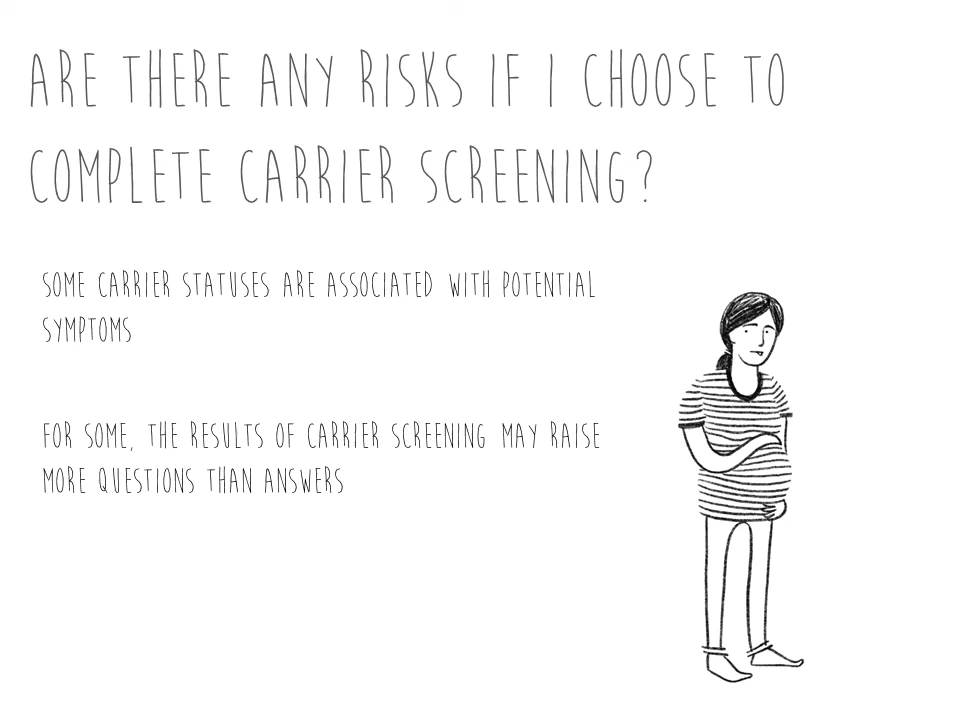 ARE THERE ANY RISKS IF I CHOOSE TO
COMPLETE CARRIER SCREENING?
SOME CARRIER STATUSES ARE ASSOCIATED WITH POTENTIAL
SYMPTOMS
FOR SOME, THE RESULTS OF CARRIER SCREENING MAY RAISE
MORE QUESTIONS THAN ANSWERS